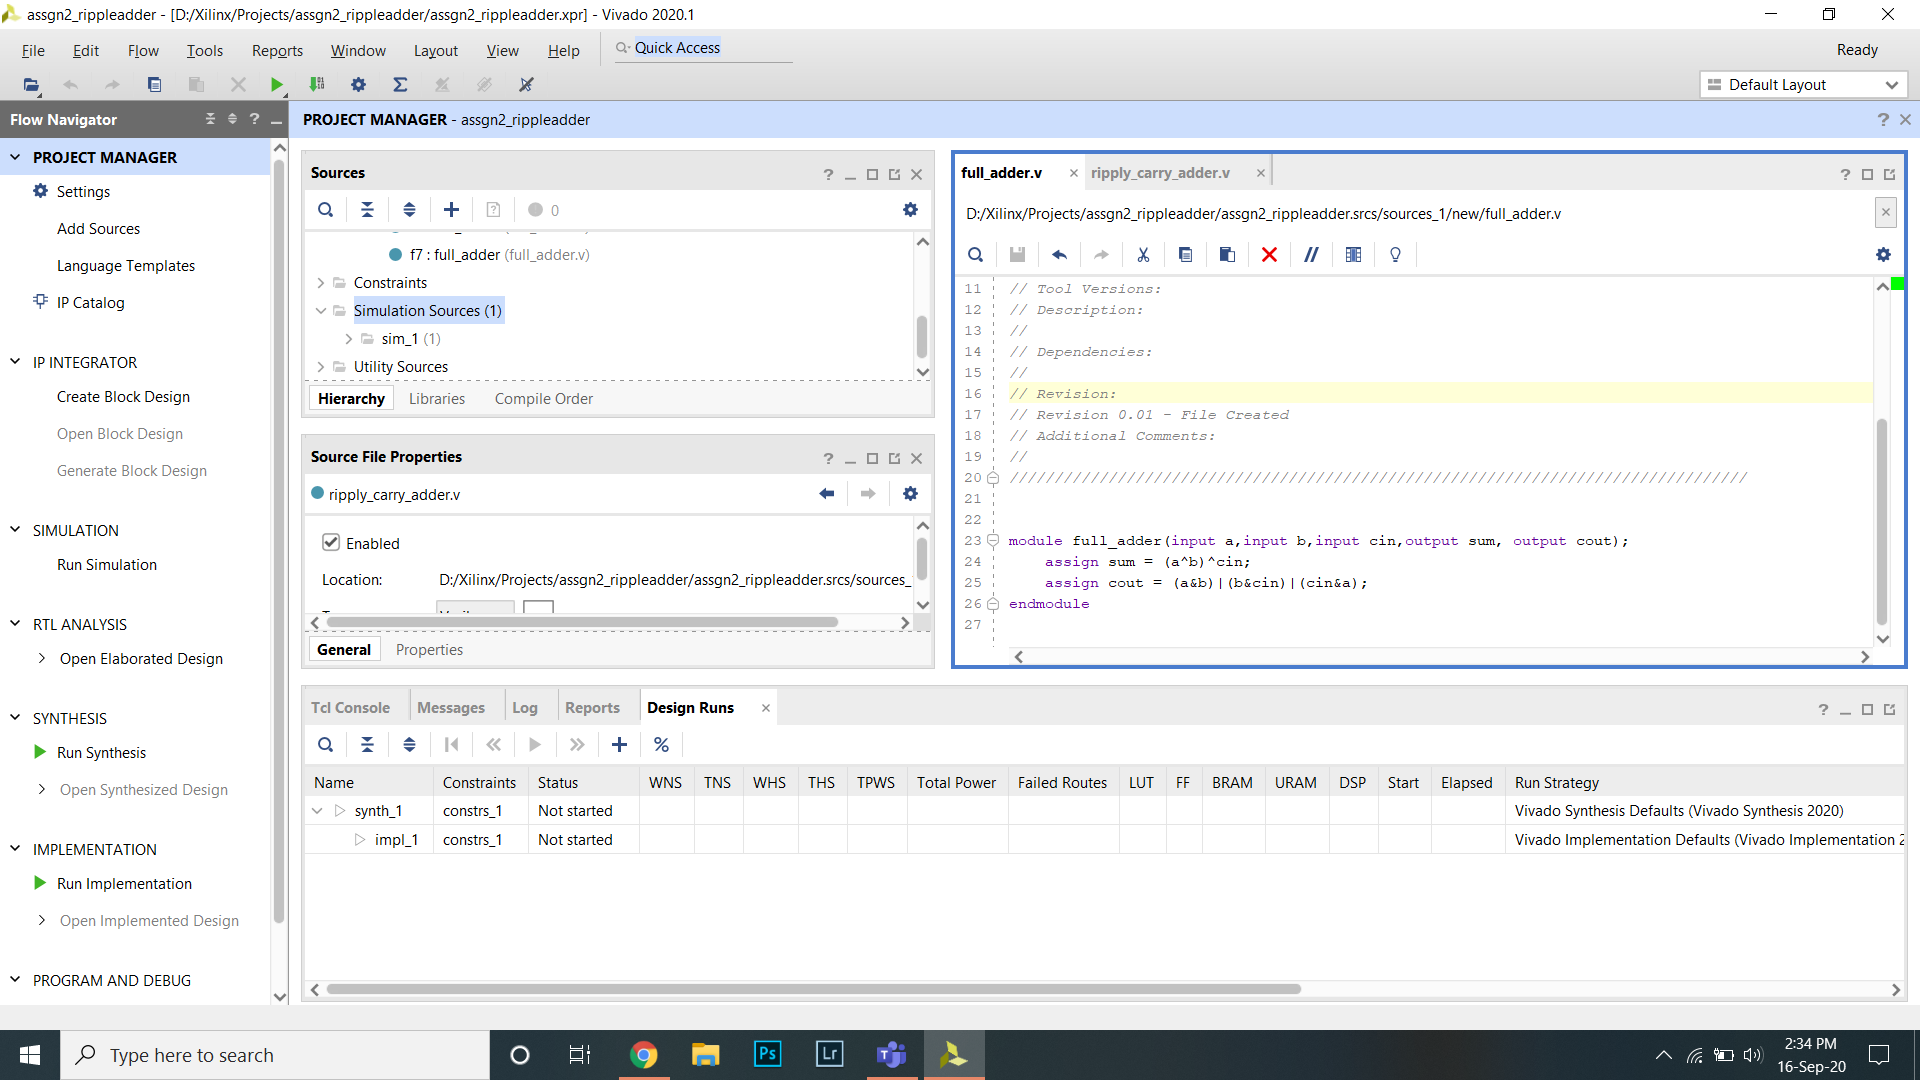 assgn2_rippleadder - [D:/Xilinx/Projects/assgn2_rippleadder/assgn2_rippleadder.xpr] - Vivado 2020.1
File Edit Flow Tools Reports Window Layout View Help Quick Access Ready
Default Layout
Flow Navigator
PROJECT MANAGER
Settings
Add Sources
Language Templates
IP Catalog
IP INTEGRATOR
Create Block Design
Open Block Design
Generate Block Design
SIMULATION
Run Simulation
RTL ANALYSIS
Open Elaborated Design
SYNTHESIS
Run Synthesis
Open Synthesized Design
IMPLEMENTATION
Run Implementation
Open Implemented Design
PROGRAM AND DEBUG
PROJECT MANAGER - assgn2_rippleadder
Sources
0
f7 : full_adder (full_adder.v)
Constraints
Simulation Sources (1)
sim_1 (1)
Utility Sources
Hierarchy Libraries Compile Order
Source File Properties
ripply_carry_adder.v
Enabled
Location: D:/Xilinx/Projects/assgn2_rippleadder/assgn2_rippleadder.srcs/sources_
General Properties
full_adder.v ripply_carry_adder.v
D:/Xilinx/Projects/assgn2_rippleadder/assgn2_rippleadder.srcs/sources_1/new/full_adder.v
11 // Tool Versions:
12 // Description:
13 //
14 // Dependencies:
15 //
16 // Revision:
17 // Revision 0.01 - File Created
18 // Additional Comments:
19 //
20 //////////////////////////////////////////////////////////////////////////////////
21
22
23 module full_adder(input a,input b,input cin,output sum, output cout);
24 assign sum = (a^b)^cin;
25 assign cout = (a&b)|(b&cin)|(cin&a);
26 endmodule
27
Tcl Console Messages Log Reports Design Runs
Name Constraints Status WNS TNS WHS THS TPWS Total Power Failed Routes LUT FF BRAM URAM DSP Start Elapsed Run Strategy
synth_1 constrs_1 Not started Vivado Synthesis Defaults (Vivado Synthesis 2020)
impl_1 constrs_1 Not started Vivado Implementation Defaults (Vivado Implementation 2
Type here to search
Ps
Lr
2:34 PM
16-Sep-20